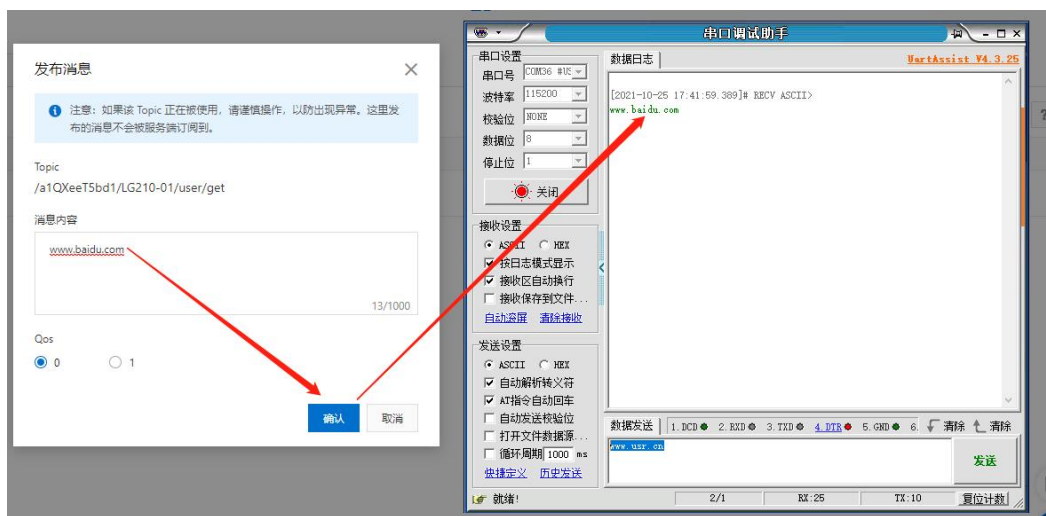 发布消息
注意：如果该 Topic 正在被使用，请谨慎操作，以防出现异常。这里发
布的消息不会被服务端订阅到。
Topic
/a1QXeeT5bd1/LG210-01/user/get
消息内容
www.baidu.com
13/1000
Qos
0 1
确认 取消
串口调试助手
串口设置
串口号 COM36 #US
波特率 115200
校验位 NONE
数据位 8
停止位 1
关闭
接收设置
ASCII HEX
按日志模式显示
接收区自动换行
接收保存到文件...
自动滚屏 清除接收
发送设置
ASCII HEX
自动解析转义符
AT指令自动回车
自动发送校验位
打开文件数据源...
循环周期 1000 ms
快捷定义 历史发送
数据日志 UartAssist V4.3.25
[2021-10-25 17:41:59.389]# RECV ASCII>
www.baidu.com
数据发送 1.DCD 2.RXD 3.TXD 4.DTR 5.GND 6. 清除 清除
www.usr.cn
发送
就绪! 2/1 RX:25 TX:10 复位计数